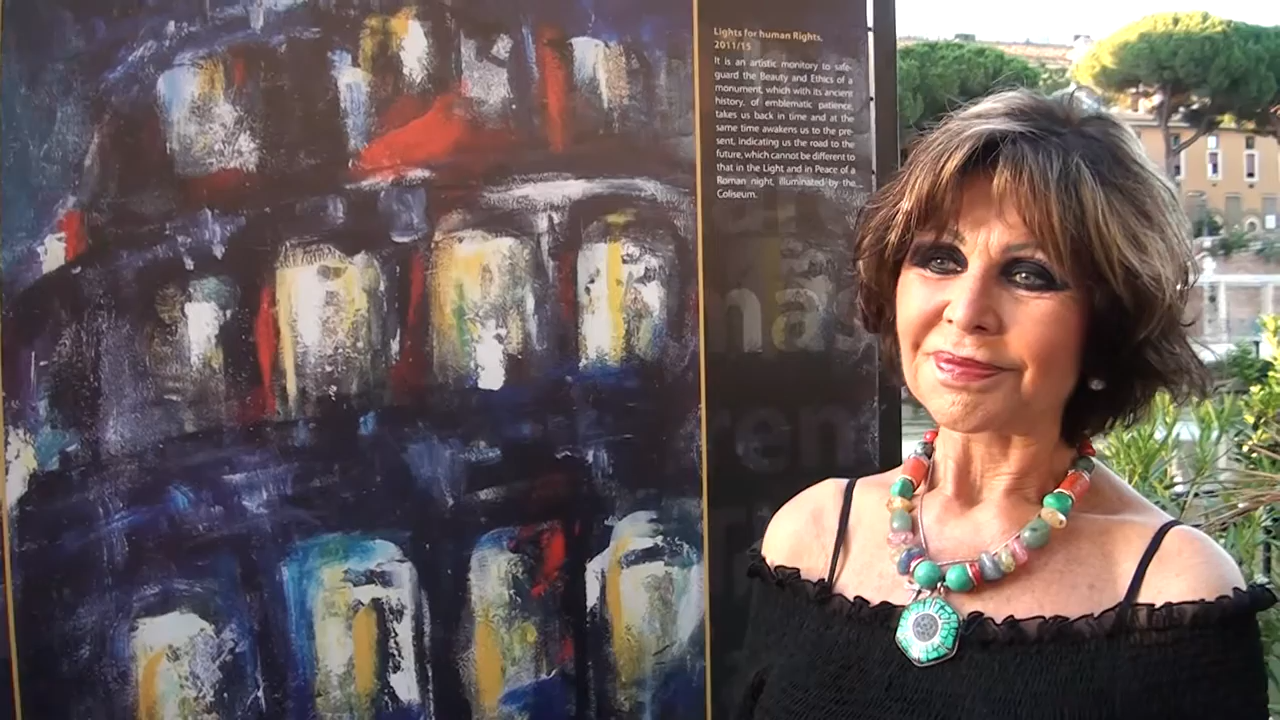 Lights for human Rights,
2011/15
It is an artistic monitory to safe-
guard the Beauty and Ethics of a
monument, which with its ancient
history, of emblematic patience,
takes us back in time and at the
same time awakens us to the pre-
sent, indicating us the road to the
future, which cannot be different to
that in the Light and in Peace of a
Roman night, illuminated by the
Coliseum.